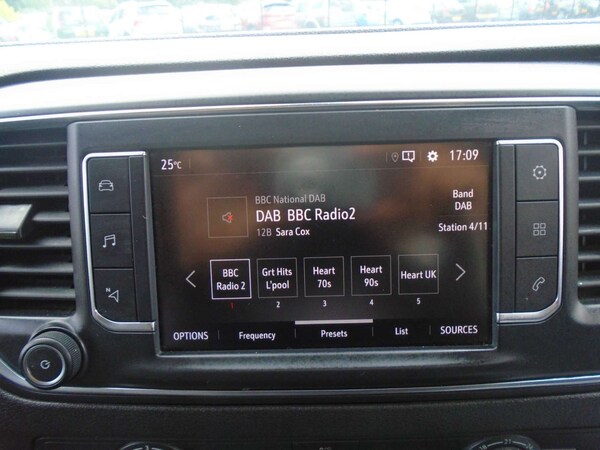 25°C
17:09
BBC National DAB
DAB BBC Radio2
12B Sara Cox
Band
DAB
Station 4/11
N
BBC
Radio 2
Grt Hits
L'pool
Heart
70s
Heart
90s
Heart UK
1 2 3 4 5
OPTIONS Frequency Presets List SOURCES
21